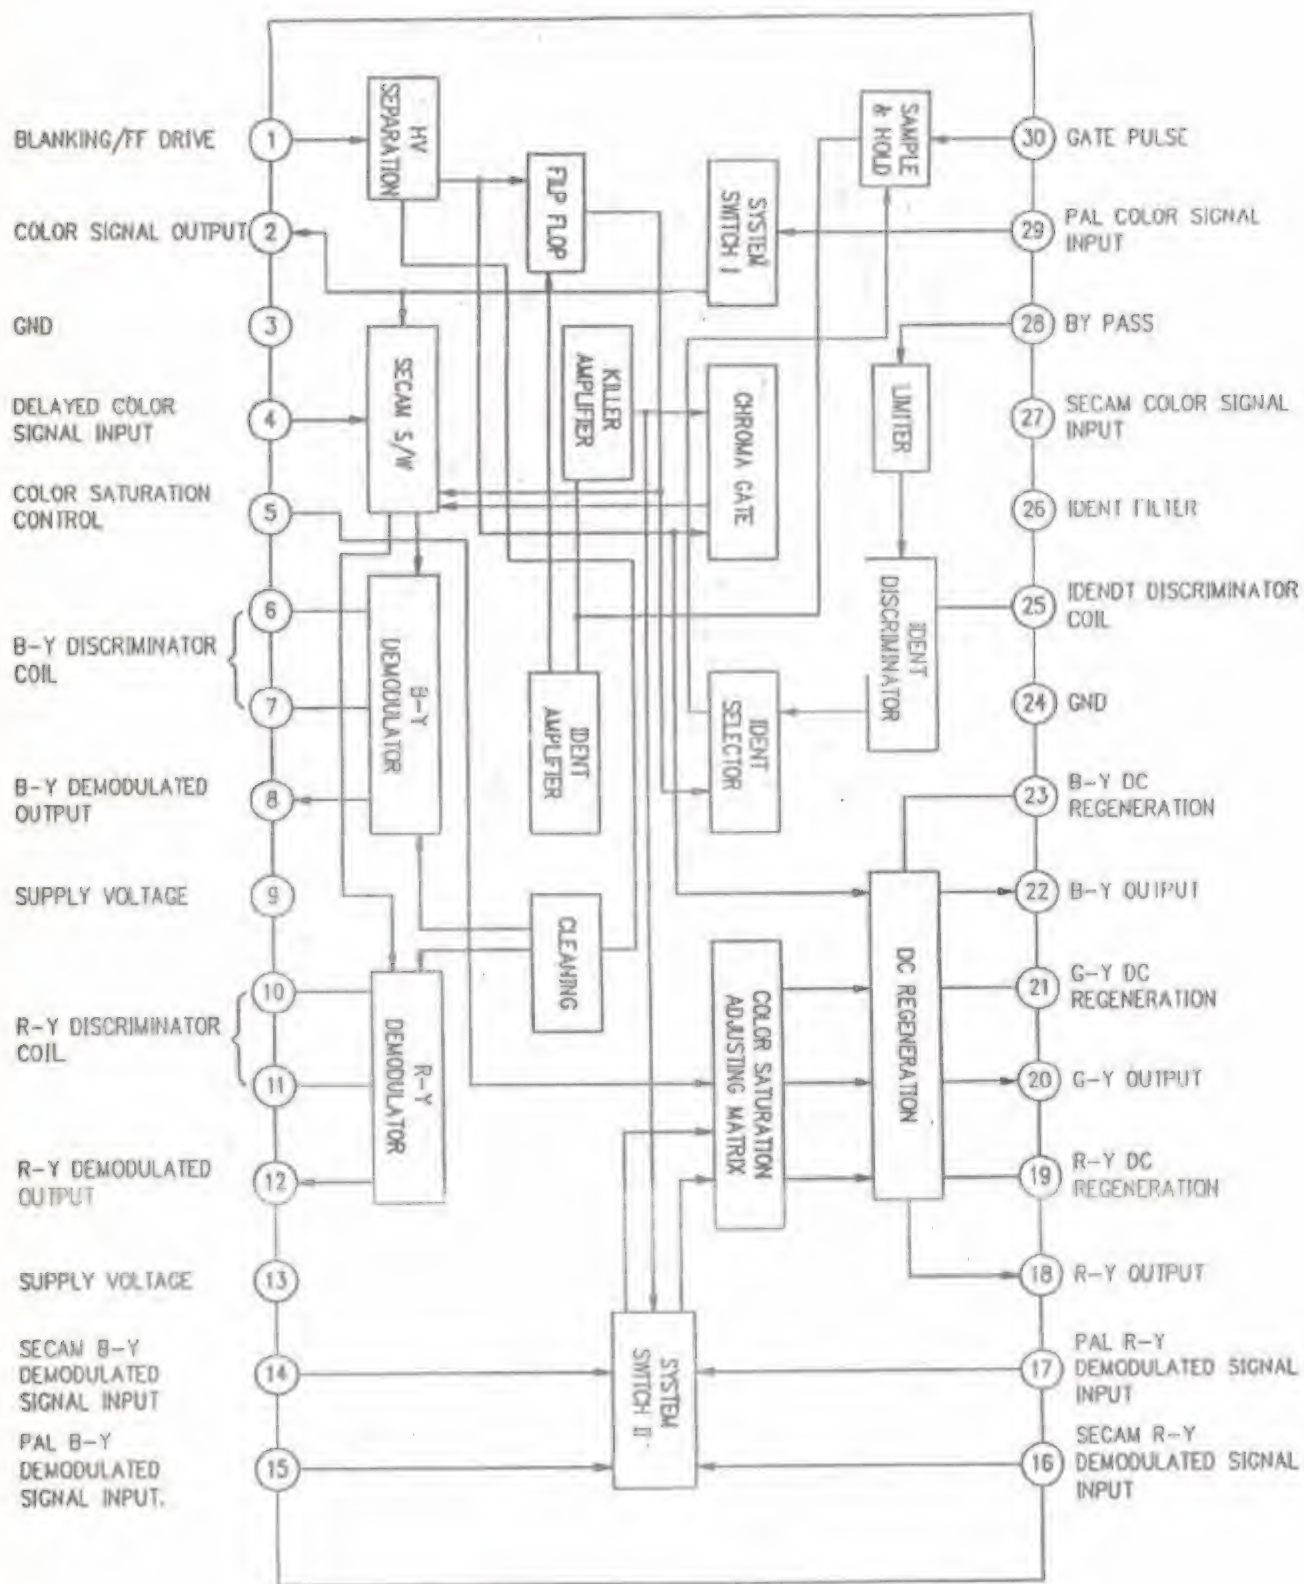 BLANKING/FF DRIVE
1
COLOR SIGNAL OUTPUT
2
GND
3
DELAYED COLOR
SIGNAL INPUT
4
COLOR SATURATION
CONTROL
5
B-Y DISCRIMINATOR
COIL
6
7
B-Y DEMODULATED
OUTPUT
8
SUPPLY VOLTAGE
9
R-Y DISCRIMINATOR
COIL
10
11
R-Y DEMODULATED
OUTPUT
12
SUPPLY VOLTAGE
13
SECAM B-Y
DEMODULATED
SIGNAL INPUT
14
PAL B-Y
DEMODULATED
SIGNAL INPUT.
15
HV
SEPARATION
FILP FLOP
SYSTEM
SWITCH I
SAMPLE
& HOLD
SECAM S/W
KILLER
AMPLIFIER
CHROMA GATE
LIMITER
B-Y
DEMODULATOR
IDENT
AMPLIFIER
IDENT
SELECTOR
IDENT
DISCRIMINATOR
CLEANING
R-Y
DEMODULATOR
COLOR SATURATION
ADJUSTING MATRIX
DC REGENERATION
SYSTEM
SWITCH II
30
GATE PULSE
29
PAL COLOR SIGNAL
INPUT
28
BY PASS
27
SECAM COLOR SIGNAL
INPUT
26
IDENT FILTER
25
IDENDT DISCRIMINATOR
COIL
24
GND
23
B-Y DC
REGENERATION
22
B-Y OUTPUT
21
G-Y DC
REGENERATION
20
G-Y OUTPUT
19
R-Y DC
REGENERATION
18
R-Y OUTPUT
17
PAL R-Y
DEMODULATED SIGNAL
INPUT
16
SECAM R-Y
DEMODULATED SIGNAL
INPUT